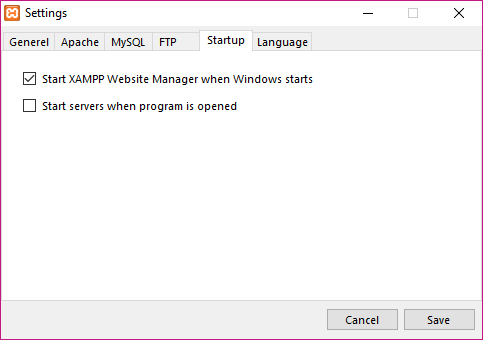 Settings
Generel Apache MySQL FTP Startup Language
Start XAMPP Website Manager when Windows starts
Start servers when program is opened
Cancel Save